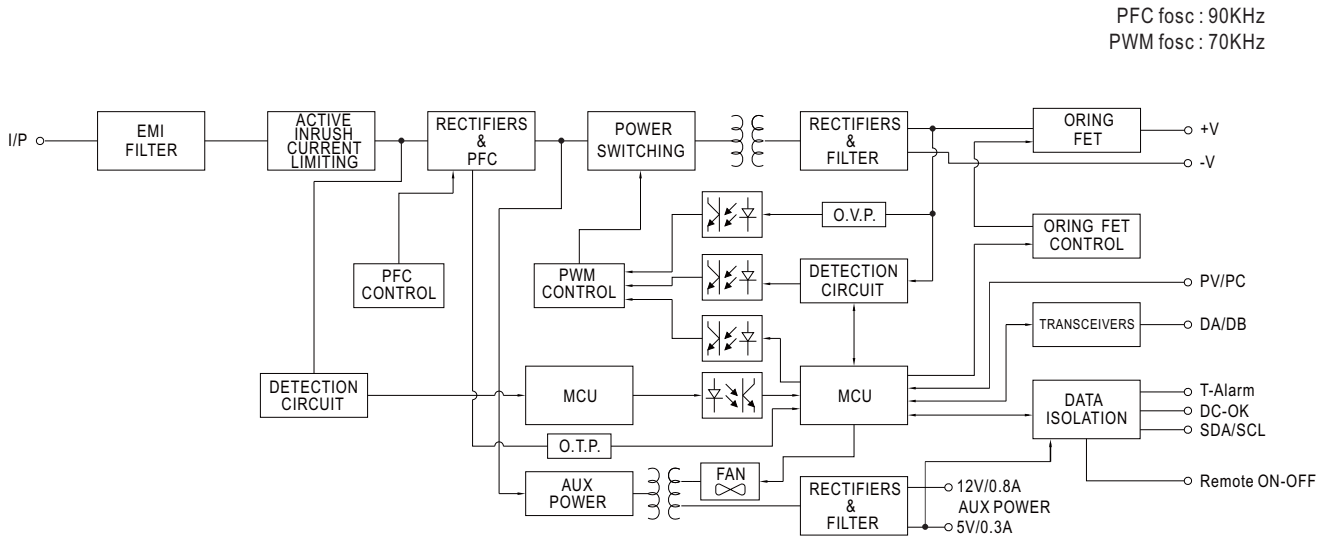 PFC fosc : 90KHz
PWM fosc : 70KHz
I/P
EMI
FILTER
ACTIVE
INRUSH
CURRENT
LIMITING
RECTIFIERS
&
PFC
POWER
SWITCHING
RECTIFIERS
&
FILTER
ORING
FET
+V
-V
O.V.P.
ORING FET
CONTROL
PFC
CONTROL
PWM
CONTROL
DETECTION
CIRCUIT
PV/PC
TRANSCEIVERS
DA/DB
DETECTION
CIRCUIT
MCU
MCU
DATA
ISOLATION
T-Alarm
DC-OK
SDA/SCL
O.T.P.
AUX
POWER
FAN
RECTIFIERS
&
FILTER
12V/0.8A
AUX POWER
5V/0.3A
Remote ON-OFF